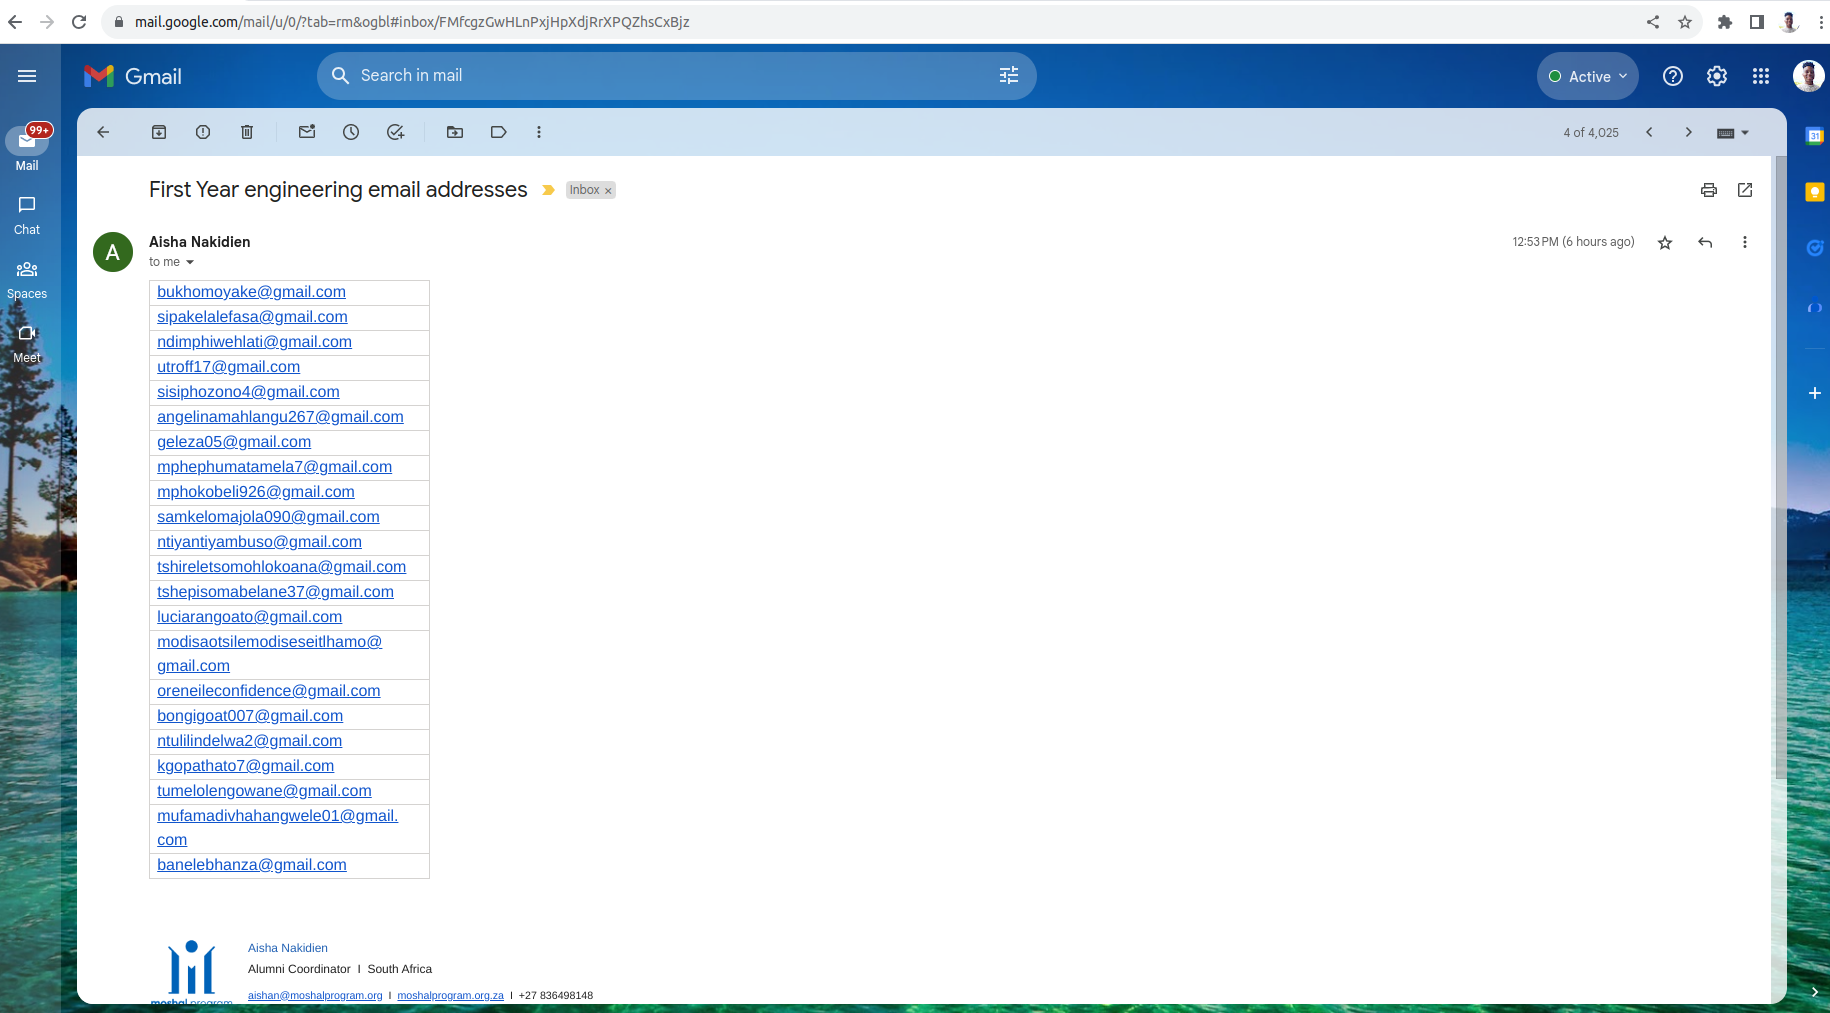 mail.google.com/mail/u/0/?tab=rm&ogbl#inbox/FMfcgzGwHLnPxjHpXdjRrXPQZhsCxBjz
Gmail
Search in mail
Active
99+
Mail
Chat
Spaces
Meet
4 of 4,025
31
First Year engineering email addresses
Inbox ×
A
Aisha Nakidien
12:53 PM (6 hours ago)
to me
bukhomoyake@gmail.com
sipakelalefasa@gmail.com
ndimphiwehlati@gmail.com
utroff17@gmail.com
sisiphozono4@gmail.com
angelinamahlangu267@gmail.com
geleza05@gmail.com
mphephumatamela7@gmail.com
mphokobeli926@gmail.com
samkelomajola090@gmail.com
ntiyantiyambuso@gmail.com
tshireletsomohlokoana@gmail.com
tshepisomabelane37@gmail.com
luciarangoato@gmail.com
modisaotsilemodiseseitlhamo@
gmail.com
oreneileconfidence@gmail.com
bongigoat007@gmail.com
ntulilindelwa2@gmail.com
kgopathato7@gmail.com
tumelolengowane@gmail.com
mufamadivhahangwele01@gmail.
com
banelebhanza@gmail.com
Aisha Nakidien
Alumni Coordinator I South Africa
aishan@moshalprogram.org I moshalprogram.org.za I +27 836498148
moshal program